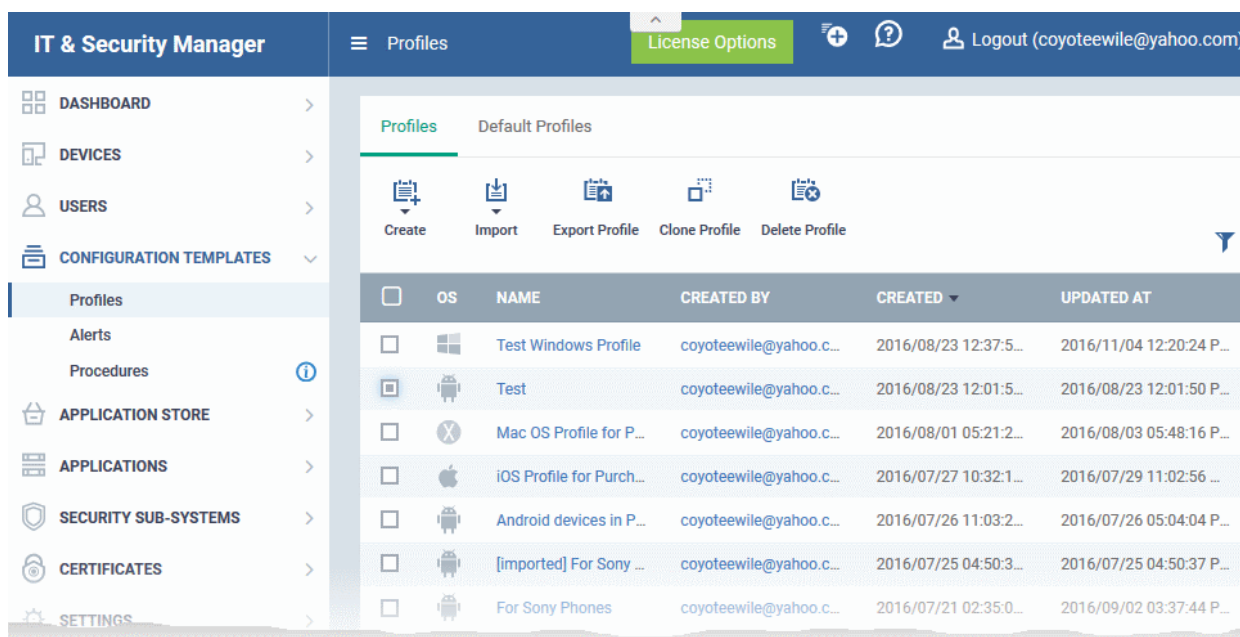 IT & Security Manager
Profiles
License Options
Logout (coyoteewile@yahoo.com)
DASHBOARD
DEVICES
USERS
CONFIGURATION TEMPLATES
Profiles
Alerts
Procedures
APPLICATION STORE
APPLICATIONS
SECURITY SUB-SYSTEMS
CERTIFICATES
SETTINGS
Profiles Default Profiles
Create Import Export Profile Clone Profile Delete Profile
OS NAME CREATED BY CREATED UPDATED AT
Test Windows Profile coyoteewile@yahoo.c... 2016/08/23 12:37:5... 2016/11/04 12:20:24 P...
Test coyoteewile@yahoo.c... 2016/08/23 12:01:5... 2016/08/23 12:01:50 P...
Mac OS Profile for P... coyoteewile@yahoo.c... 2016/08/01 05:21:2... 2016/08/03 05:48:16 P...
iOS Profile for Purch... coyoteewile@yahoo.c... 2016/07/27 10:32:1... 2016/07/29 11:02:56 ...
Android devices in P... coyoteewile@yahoo.c... 2016/07/26 11:03:2... 2016/07/26 05:04:04 P...
[imported] For Sony ... coyoteewile@yahoo.c... 2016/07/25 04:50:3... 2016/07/25 04:50:37 P...
For Sony Phones coyoteewile@yahoo.c... 2016/07/21 02:35:0... 2016/09/02 03:37:44 P...